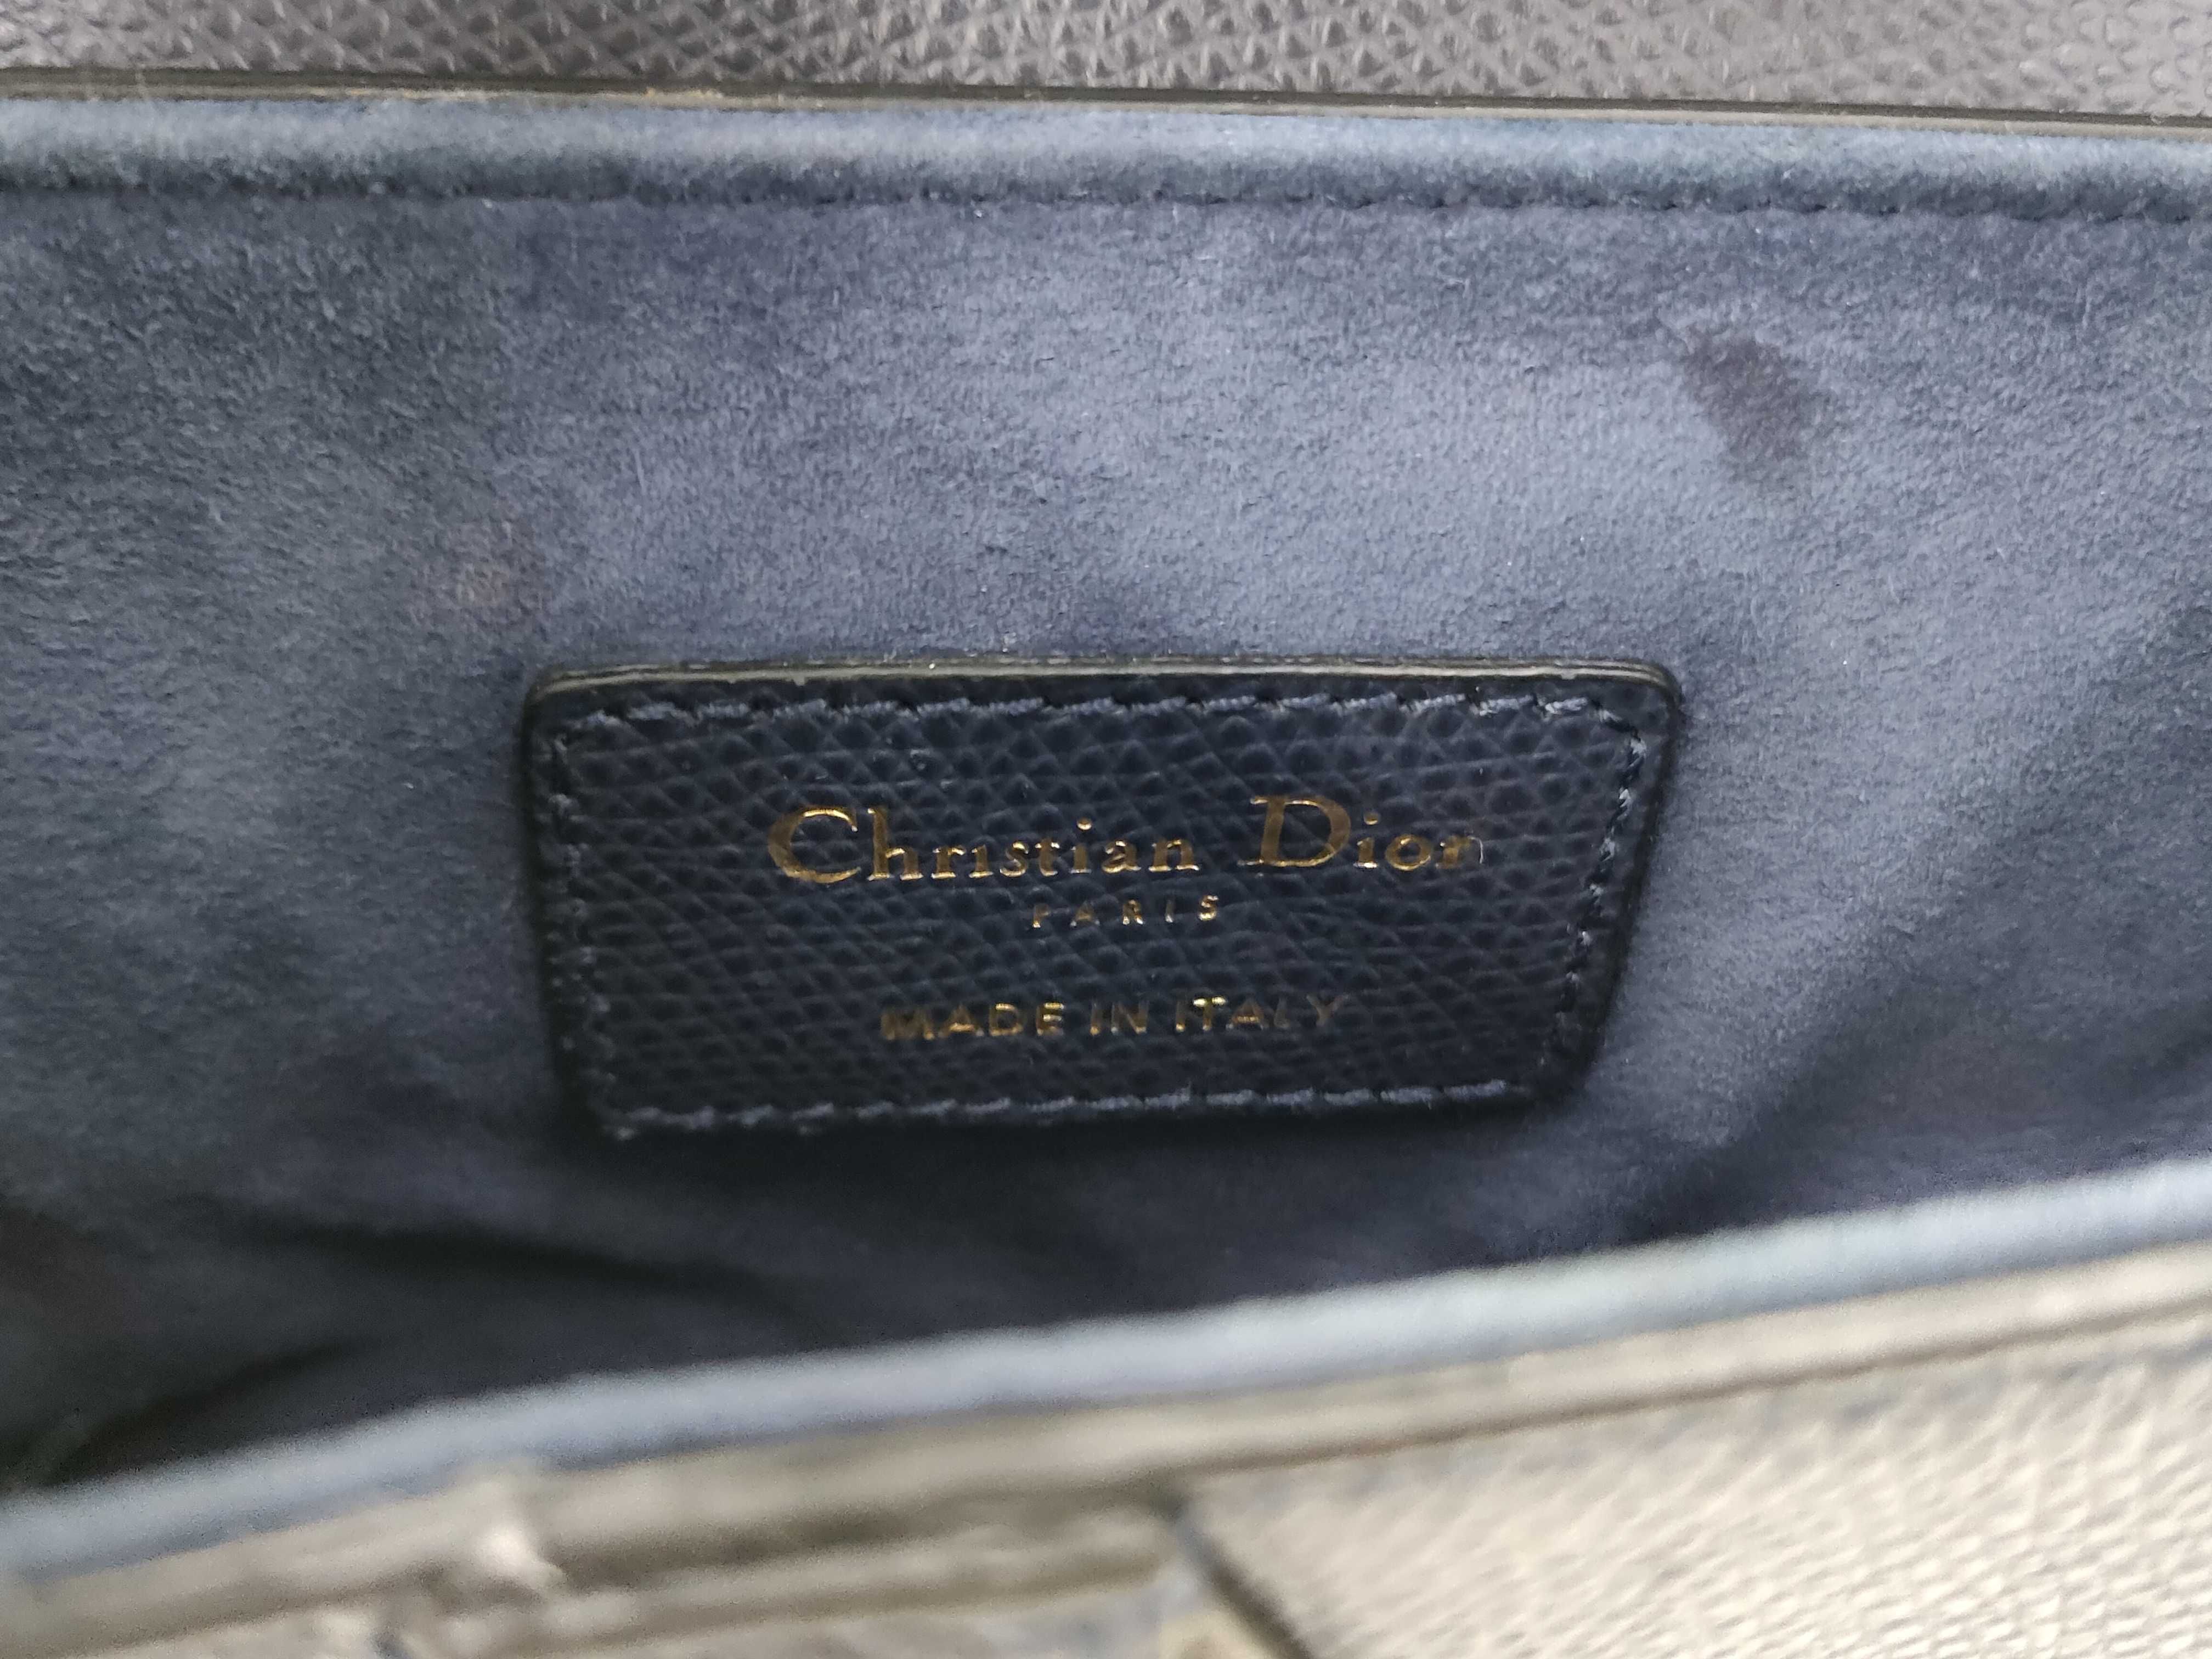 Christian Dior
PARIS
MADE IN ITALY